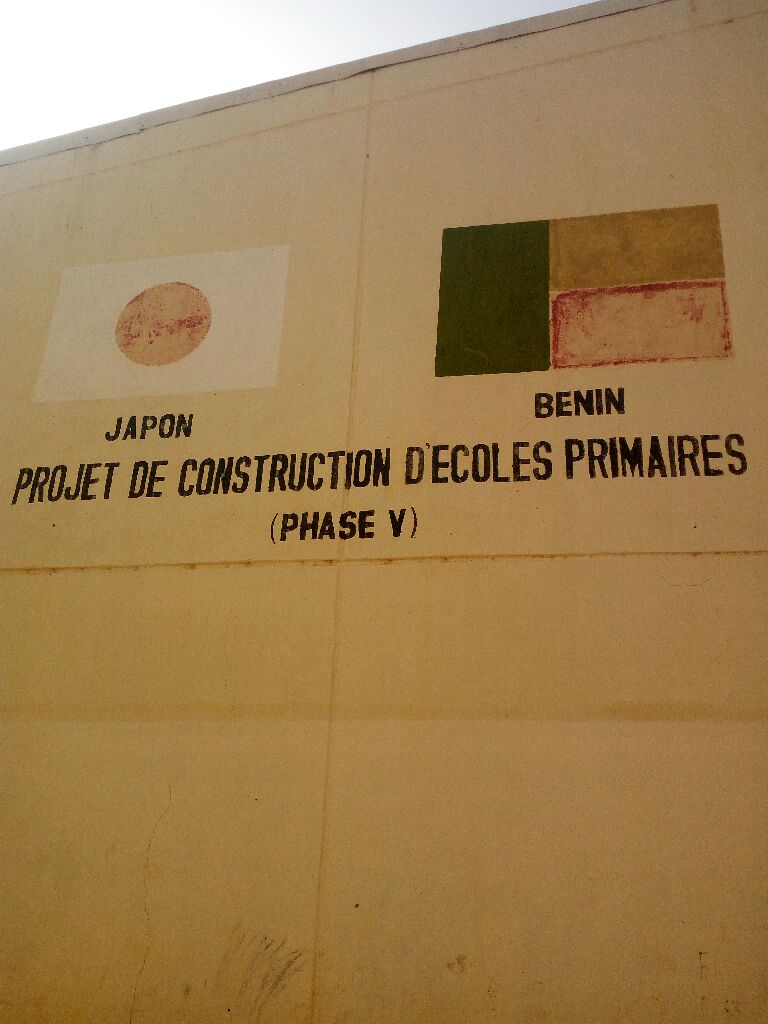 JAPON
BENIN
PROJET DE CONSTRUCTION D'ECOLES PRIMAIRES
(PHASE V)